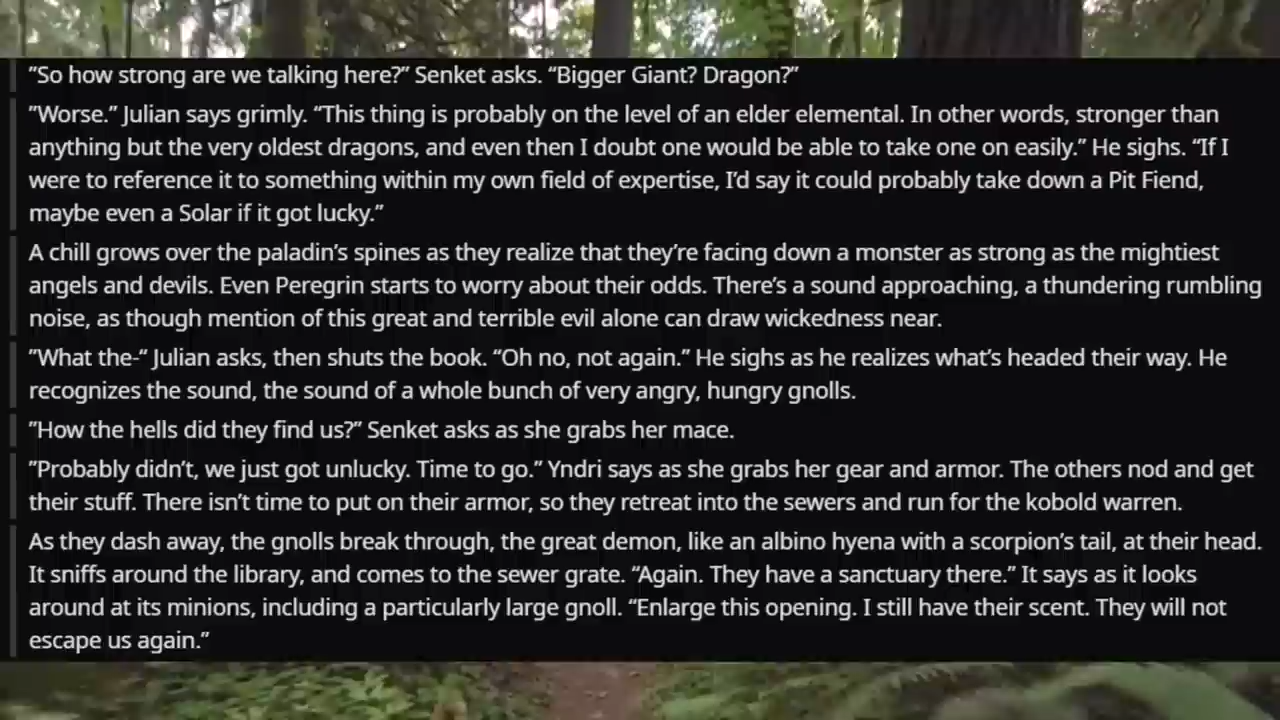 ”So how strong are we talking here?” Senket asks. “Bigger Giant? Dragon?”
”Worse.” Julian says grimly. “This thing is probably on the level of an elder elemental. In other words, stronger than
anything but the very oldest dragons, and even then I doubt one would be able to take one on easily.” He sighs. “If I
were to reference it to something within my own field of expertise, I’d say it could probably take down a Pit Fiend,
maybe even a Solar if it got lucky.”
A chill grows over the paladin’s spines as they realize that they’re facing down a monster as strong as the mightiest
angels and devils. Even Peregrin starts to worry about their odds. There’s a sound approaching, a thundering rumbling
noise, as though mention of this great and terrible evil alone can draw wickedness near.
”What the-“ Julian asks, then shuts the book. “Oh no, not again.” He sighs as he realizes what’s headed their way. He
recognizes the sound, the sound of a whole bunch of very angry, hungry gnolls.
”How the hells did they find us?” Senket asks as she grabs her mace.
”Probably didn’t, we just got unlucky. Time to go.” Yndri says as she grabs her gear and armor. The others nod and get
their stuff. There isn’t time to put on their armor, so they retreat into the sewers and run for the kobold warren.
As they dash away, the gnolls break through, the great demon, like an albino hyena with a scorpion’s tail, at their head.
It sniffs around the library, and comes to the sewer grate. “Again. They have a sanctuary there.” It says as it looks
around at its minions, including a particularly large gnoll. “Enlarge this opening. I still have their scent. They will not
escape us again.”